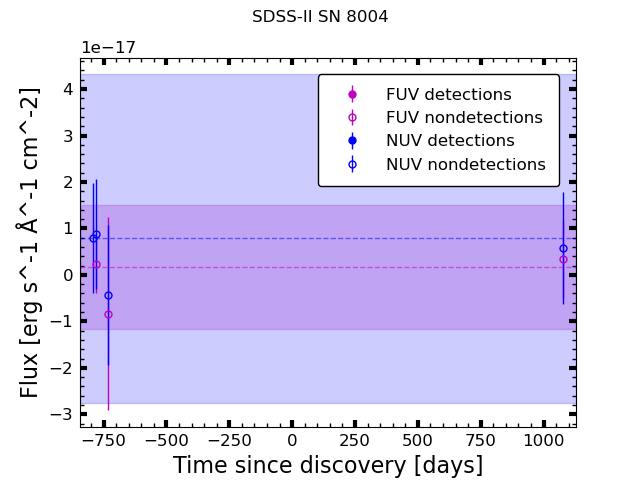 SDSS-II SN 8004
1e−17
FUV detections
FUV nondetections
NUV detections
NUV nondetections
4
3
2
1
0
−1
−2
−3
−750 −500 −250 0 250 500 750 1000
Time since discovery [days]
Flux [erg s^-1 Å^-1 cm^-2]